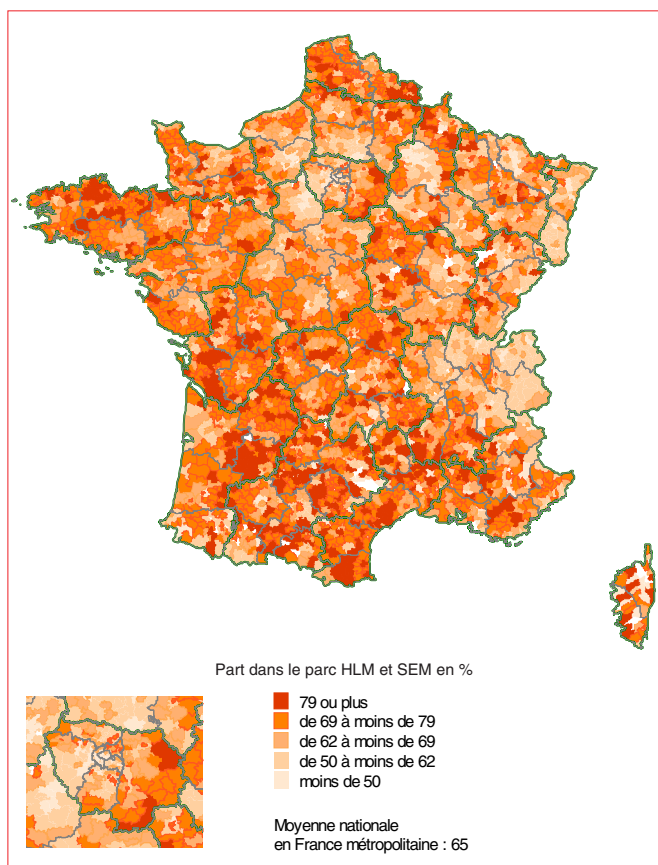 Part dans le parc HLM et SEM en %
79 ou plus
de 69 à moins de 79
de 62 à moins de 69
de 50 à moins de 62
moins de 50
Moyenne nationale
en France métropolitaine : 65